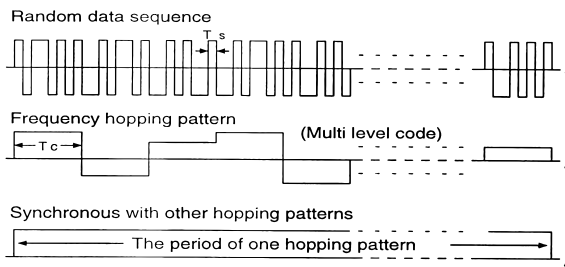 Random data sequence
T s
Frequency hopping pattern
(Multi level code)
Tc
Synchronous with other hopping patterns
The period of one hopping pattern